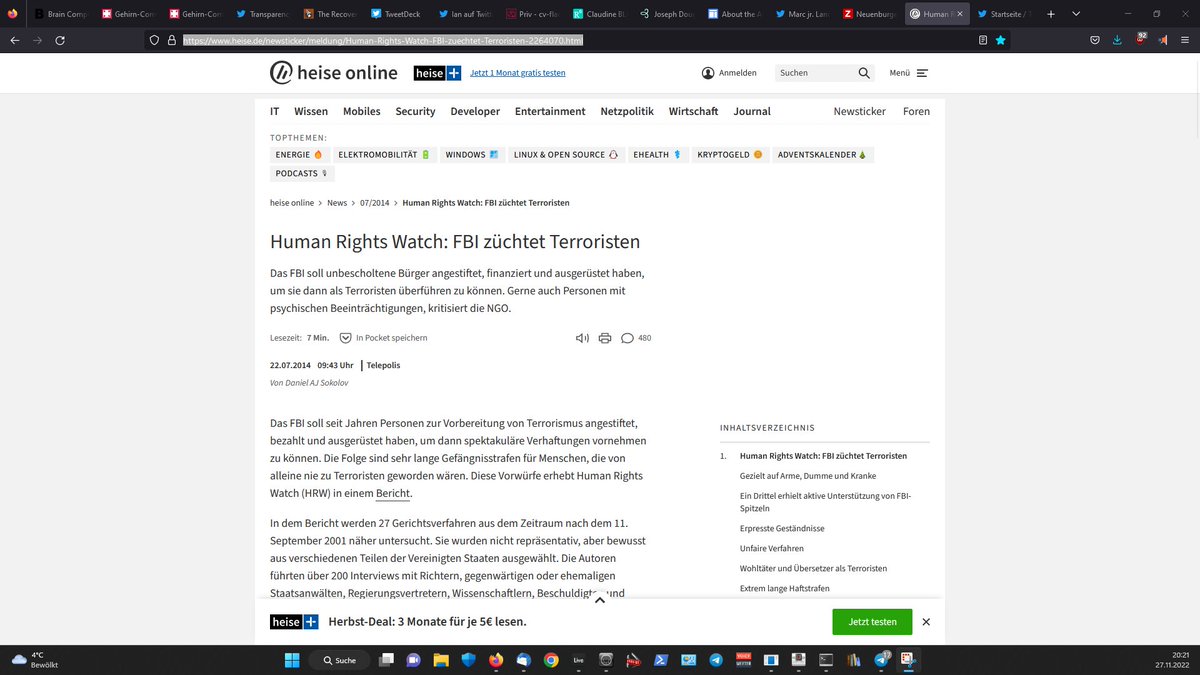 Brain Comp
Gehirn-Com
Gehirn-Com
Transparenc
The Recove
TweetDeck
Ian auf Twitt
Priv - cv-fla
Claudine BL
Joseph Dou
About the A
Marc jr. Lan
Neuenburge
Human R
Startseite /
https://www.heise.de/newsticker/meldung/Human-Rights-Watch-FBI-zuechtet-Terroristen-2264070.html
92
heise online
heise +
Jetzt 1 Monat gratis testen
Anmelden
Suchen
Menü
IT Wissen Mobiles Security Developer Entertainment Netzpolitik Wirtschaft Journal Newsticker Foren
TOPTHEMEN:
ENERGIE ELEKTROMOBILITÄT WINDOWS LINUX & OPEN SOURCE EHEALTH KRYPTOGELD ADVENTSKALENDER
PODCASTS
heise online > News > 07/2014 > Human Rights Watch: FBI züchtet Terroristen
Human Rights Watch: FBI züchtet Terroristen
Das FBI soll unbescholtene Bürger angestiftet, finanziert und ausgerüstet haben,
um sie dann als Terroristen überführen zu können. Gerne auch Personen mit
psychischen Beeinträchtigungen, kritisiert die NGO.
Lesezeit: 7 Min. In Pocket speichern 480
22.07.2014 09:43 Uhr | Telepolis
Von Daniel AJ Sokolov
Das FBI soll seit Jahren Personen zur Vorbereitung von Terrorismus angestiftet,
bezahlt und ausgerüstet haben, um dann spektakuläre Verhaftungen vornehmen
zu können. Die Folge sind sehr lange Gefängnisstrafen für Menschen, die von
alleine nie zu Terroristen geworden wären. Diese Vorwürfe erhebt Human Rights
Watch (HRW) in einem Bericht.
In dem Bericht werden 27 Gerichtsverfahren aus dem Zeitraum nach dem 11.
September 2001 näher untersucht. Sie wurden nicht repräsentativ, aber bewusst
aus verschiedenen Teilen der Vereinigten Staaten ausgewählt. Die Autoren
führten über 200 Interviews mit Richtern, gegenwärtigen oder ehemaligen
Staatsanwälten, Regierungsvertretern, Wissenschaftlern, Beschuldigten und
INHALTSVERZEICHNIS
1. Human Rights Watch: FBI züchtet Terroristen
Gezielt auf Arme, Dumme und Kranke
Ein Drittel erhielt aktive Unterstützung von FBI-
Spitzeln
Erpresste Geständnisse
Unfaire Verfahren
Wohltäter und Übersetzer als Terroristen
Extrem lange Haftstrafen
heise + Herbst-Deal: 3 Monate für je 5€ lesen.
Jetzt testen
4°C
Bewölkt
Suche
Live
17
20:21
27.11.2022